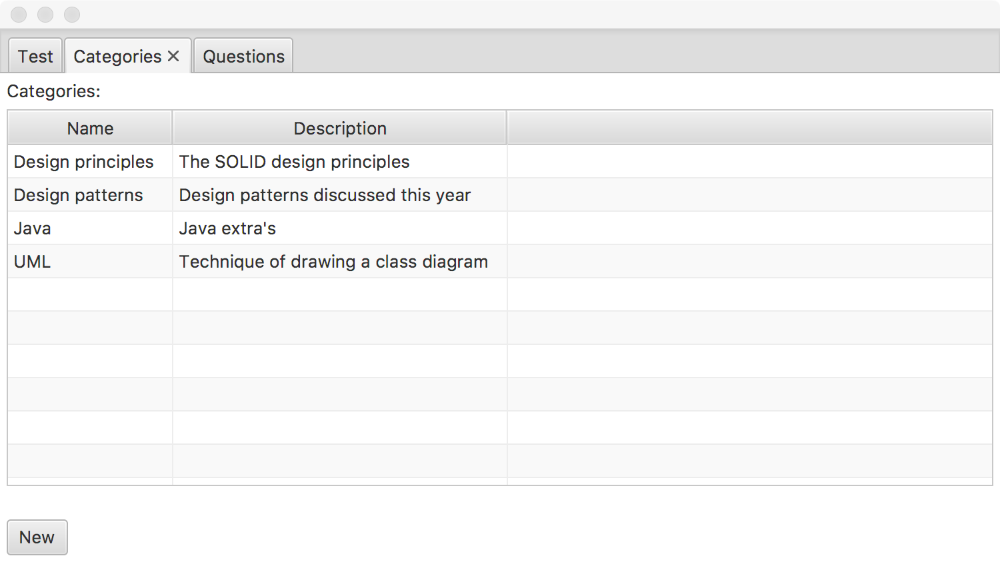 Test Categories Questions
Categories:
Name Description
Design principles The SOLID design principles
Design patterns Design patterns discussed this year
Java Java extra's
UML Technique of drawing a class diagram
New